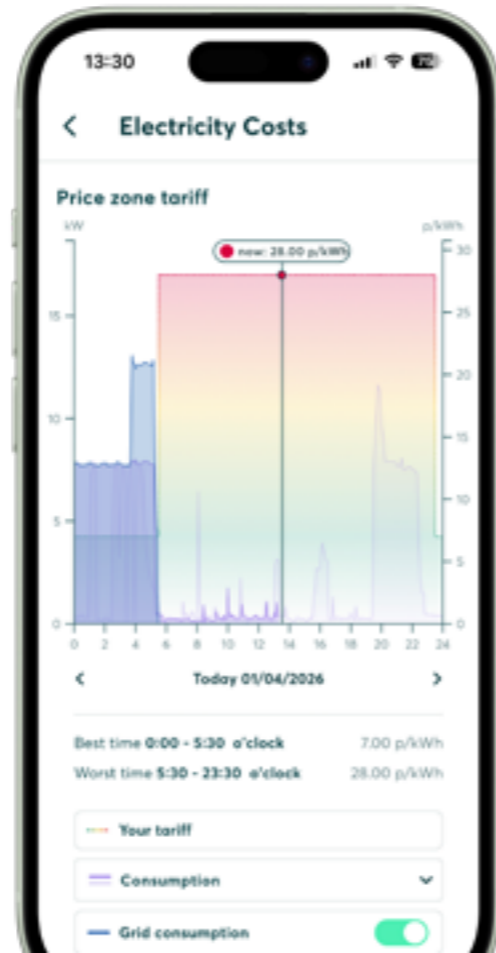 13:30
Electricity Costs
Price zone tariff
kW
p/kWh
now: 28.00 p/kWh
15
10
5
0
30
25
20
15
10
5
0
0 2 4 6 8 10 12 14 16 18 20 22 24
Today 01/04/2026
Best time 0:00 - 5:30 o'clock 7.00 p/kWh
Worst time 5:30 - 23:30 o'clock 28.00 p/kWh
Your tariff
Consumption
Grid consumption